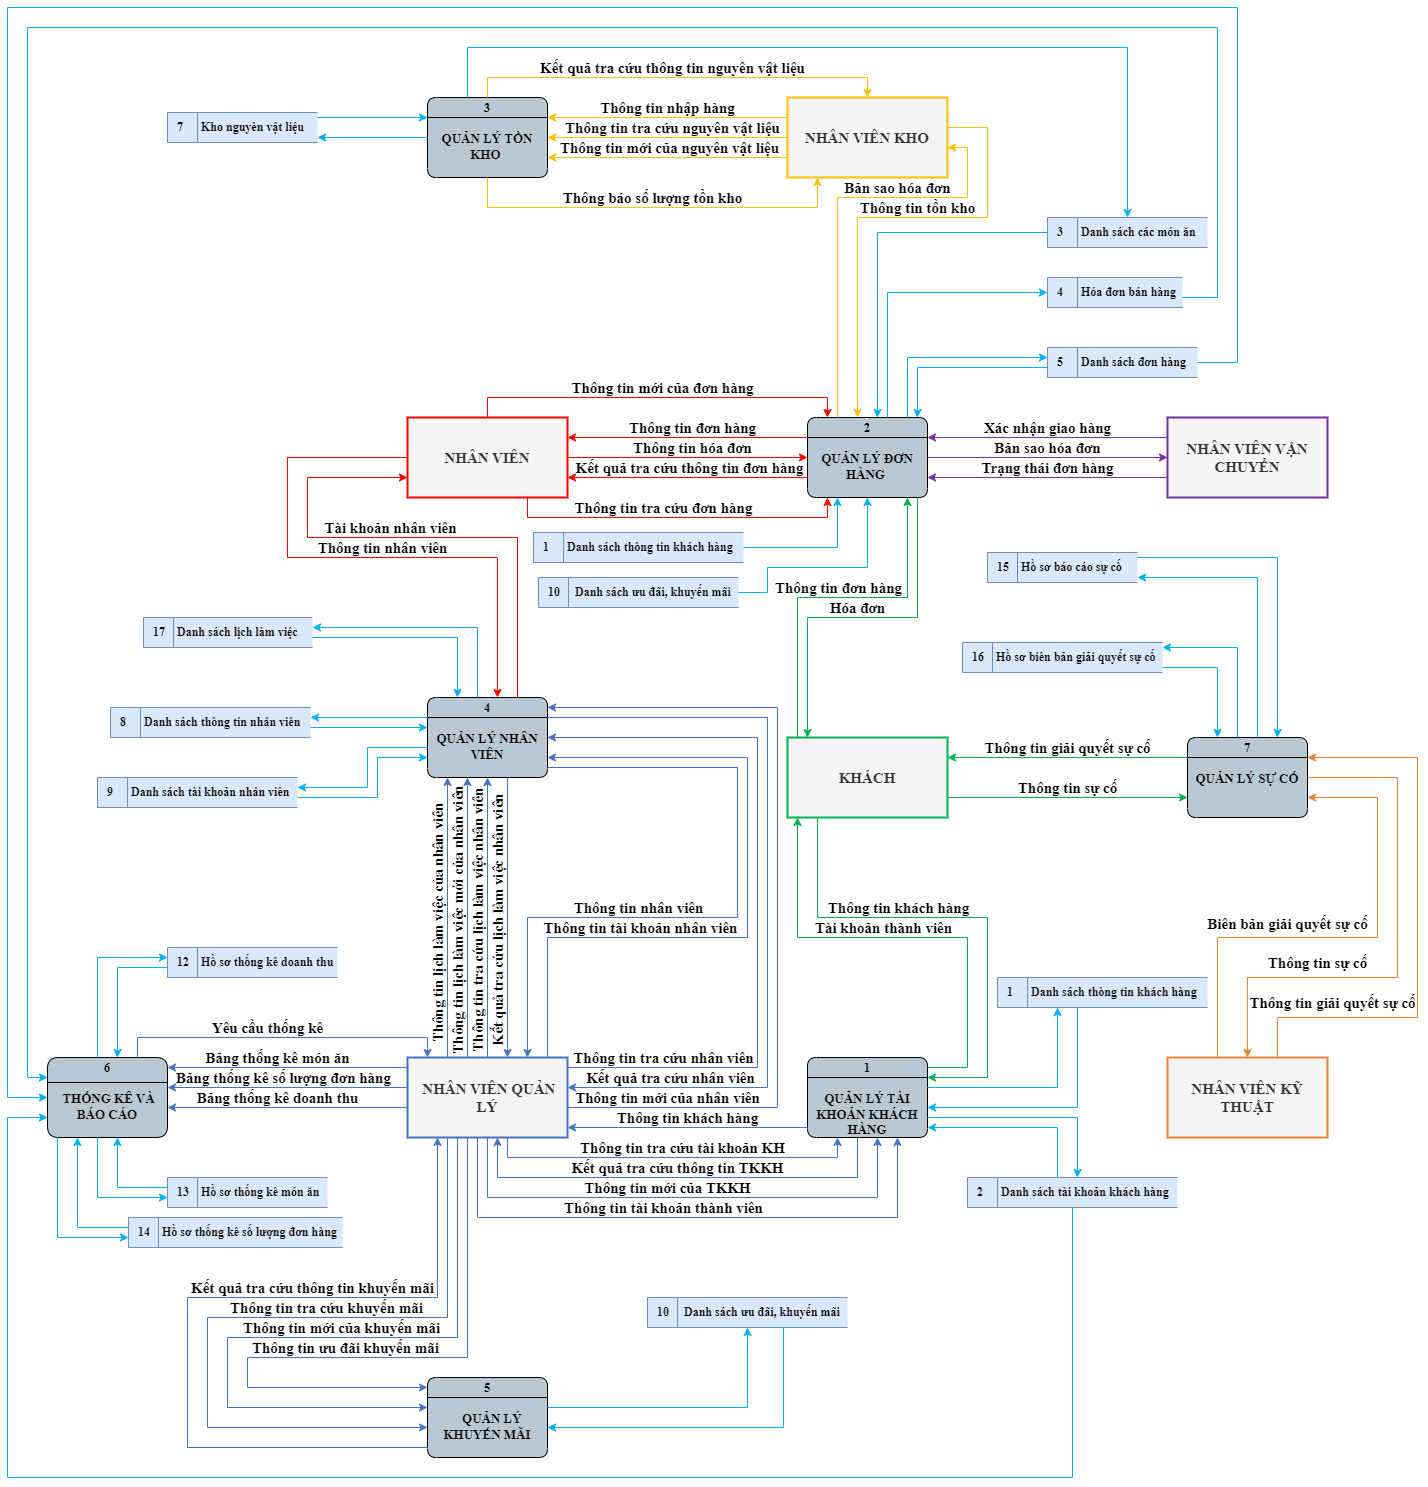 Kết quả tra cứu thông tin nguyên vật liệu
3
QUẢN LÝ TỒN
KHO
7
Kho nguyên vật liệu
Thông tin nhập hàng
Thông tin tra cứu nguyên vật liệu
Thông tin mới của nguyên vật liệu
NHÂN VIÊN KHO
Thông báo số lượng tồn kho
Bản sao hóa đơn
Thông tin tồn kho
3
Danh sách các món ăn
4
Hóa đơn bán hàng
5
Danh sách đơn hàng
Thông tin mới của đơn hàng
NHÂN VIÊN
Thông tin đơn hàng
Thông tin hóa đơn
Kết quả tra cứu thông tin đơn hàng
Thông tin tra cứu đơn hàng
2
QUẢN LÝ ĐƠN
HÀNG
Xác nhận giao hàng
Bản sao hóa đơn
Trạng thái đơn hàng
NHÂN VIÊN VẬN
CHUYỂN
Tài khoản nhân viên
Thông tin nhân viên
1
Danh sách thông tin khách hàng
10
Danh sách ưu đãi, khuyến mãi
Thông tin đơn hàng
Hóa đơn
15
Hồ sơ báo cáo sự cố
16
Hồ sơ biên bản giải quyết sự cố
17
Danh sách lịch làm việc
8
Danh sách thông tin nhân viên
9
Danh sách tài khoản nhân viên
4
QUẢN LÝ NHÂN
VIÊN
KHÁCH
Thông tin giải quyết sự cố
Thông tin sự cố
7
QUẢN LÝ SỰ CỐ
Thông tin lịch làm việc của nhân viên
Thông tin lịch làm việc mới của nhân viên
Thông tin tra cứu lịch làm việc nhân viên
Kết quả tra cứu lịch làm việc nhân viên
Thông tin nhân viên
Thông tin tài khoản nhân viên
Thông tin khách hàng
Tài khoản thành viên
Biên bản giải quyết sự cố
Thông tin sự cố
Thông tin giải quyết sự cố
12
Hồ sơ thống kê doanh thu
1
Danh sách thông tin khách hàng
Yêu cầu thống kê
6
THỐNG KÊ VÀ
BÁO CÁO
Bảng thống kê món ăn
Bảng thống kê số lượng đơn hàng
Bảng thống kê doanh thu
NHÂN VIÊN QUẢN
LÝ
Thông tin tra cứu nhân viên
Kết quả tra cứu nhân viên
Thông tin mới của nhân viên
Thông tin khách hàng
1
QUẢN LÝ TÀI
KHOẢN KHÁCH
HÀNG
NHÂN VIÊN KỸ
THUẬT
Thông tin tra cứu tài khoản KH
Kết quả tra cứu thông tin TKKH
Thông tin mới của TKKH
Thông tin tài khoản thành viên
2
Danh sách tài khoản khách hàng
13
Hồ sơ thống kê món ăn
14
Hồ sơ thống kê số lượng đơn hàng
Kết quả tra cứu thông tin khuyến mãi
Thông tin tra cứu khuyến mãi
Thông tin mới của khuyến mãi
Thông tin ưu đãi khuyến mãi
10
Danh sách ưu đãi, khuyến mãi
5
QUẢN LÝ
KHUYẾN MÃI